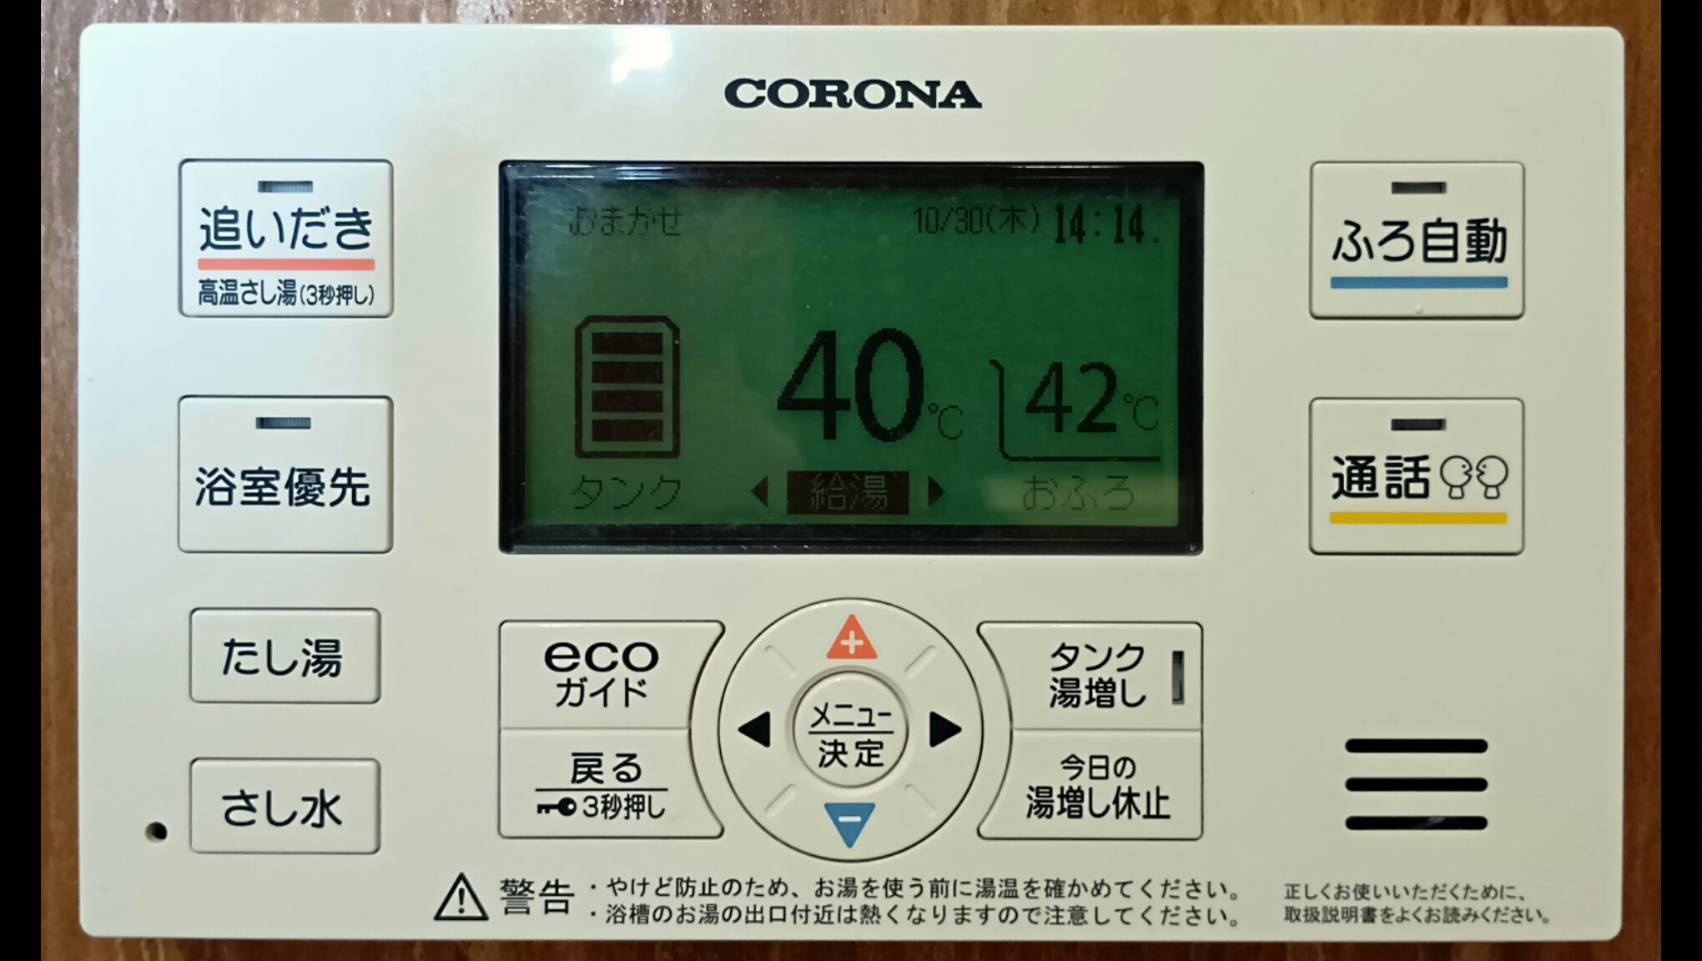 CORONA
追いだき
高温さし湯(3秒押し)
浴室優先
たし湯
さし水
おまかせ 10/30(木) 14:14
40℃
42℃
タンク
給湯
おふろ
ふろ自動
通話
eco
ガイド
戻る
3秒押し
メニュー
決定
タンク
湯増し
今日の
湯増し休止
警告
・やけど防止のため、お湯を使う前に湯温を確かめてください。
・浴槽のお湯の出口付近は熱くなりますので注意してください。
正しくお使いいただくために、
取扱説明書をよくお読みください。